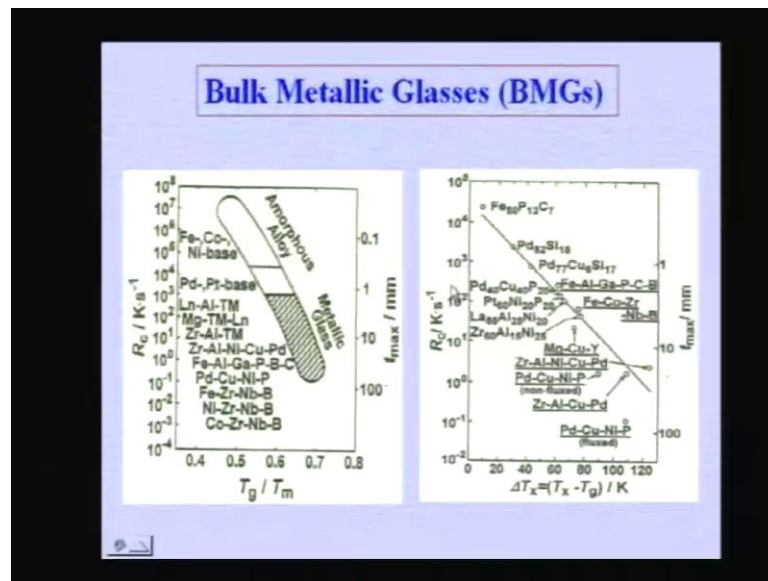 Bulk Metallic Glasses (BMGs)
10⁸
10⁷
10⁶
10⁵
10⁴
10³
10²
10¹
10⁰
10⁻¹
10⁻²
10⁻³
10⁻⁴
Rc / K·s⁻¹
Fe-,Co-,
Ni-base
Pd-,Pt-base
Ln-Al-TM
Mg-TM-Ln
Zr-Al-TM
Zr-Al-Ni-Cu-Pd
Fe-Al-Ga-P-B-C
Pd-Cu-Ni-P
Fe-Zr-Nb-B
Ni-Zr-Nb-B
Co-Zr-Nb-B
Amorphous
Alloy
Metallic
Glass
0.1
1
10
100
tmax / mm
0.4 0.5 0.6 0.7 0.8
Tg / Tm
10⁵
10⁴
10³
10²
10¹
10⁰
10⁻¹
10⁻²
Rc / K·s⁻¹
Fe80P13C7
Pd82Si18
Pd77Cu6Si17
Pd40Cu40P20
Fe-Al-Ga-P-C-B
Pt60Ni20P20
Fe-Co-Zr
-Nb-B
La55Al25Ni20
Zr60Al15Ni25
Mg-Cu-Y
Zr-Al-Ni-Cu-Pd
Pd-Cu-Ni-P
(non-fluxed)
Zr-Al-Cu-Pd
Pd-Cu-Ni-P
(fluxed)
1
10
100
tmax / mm
0 20 40 60 80 100 120
ΔTx=(Tx -Tg) / K